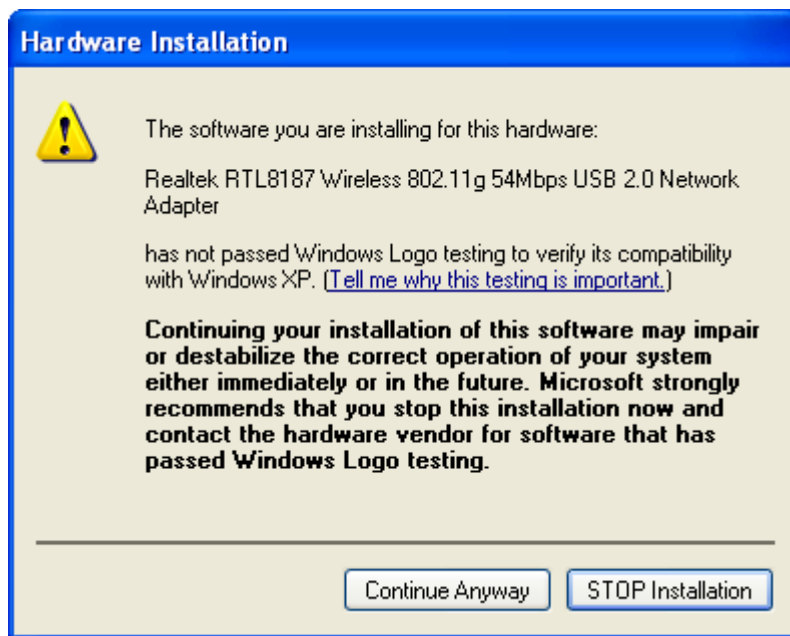 Hardware Installation
The software you are installing for this hardware:
Realtek RTL8187 Wireless 802.11g 54Mbps USB 2.0 Network
Adapter
has not passed Windows Logo testing to verify its compatibility
with Windows XP. (Tell me why this testing is important.)
Continuing your installation of this software may impair
or destabilize the correct operation of your system
either immediately or in the future. Microsoft strongly
recommends that you stop this installation now and
contact the hardware vendor for software that has
passed Windows Logo testing.
Continue Anyway STOP Installation